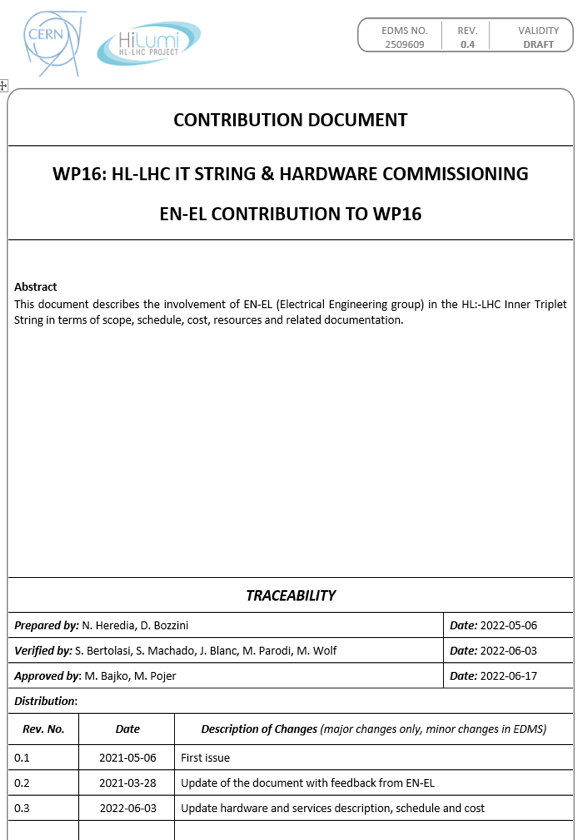 CERN
HiLumi
HL-LHC PROJECT
EDMS NO. REV. VALIDITY
2509609 0.4 DRAFT
CONTRIBUTION DOCUMENT
WP16: HL-LHC IT STRING & HARDWARE COMMISSIONING
EN-EL CONTRIBUTION TO WP16
Abstract
This document describes the involvement of EN-EL (Electrical Engineering group) in the HL:-LHC Inner Triplet
String in terms of scope, schedule, cost, resources and related documentation.
TRACEABILITY
Prepared by: N. Heredia, D. Bozzini Date: 2022-05-06
Verified by: S. Bertolasi, S. Machado, J. Blanc, M. Parodi, M. Wolf Date: 2022-06-03
Approved by: M. Bajko, M. Pojer Date: 2022-06-17
Distribution:
Rev. No. Date Description of Changes (major changes only, minor changes in EDMS)
0.1 2021-05-06 First issue
0.2 2021-03-28 Update of the document with feedback from EN-EL
0.3 2022-06-03 Update hardware and services description, schedule and cost